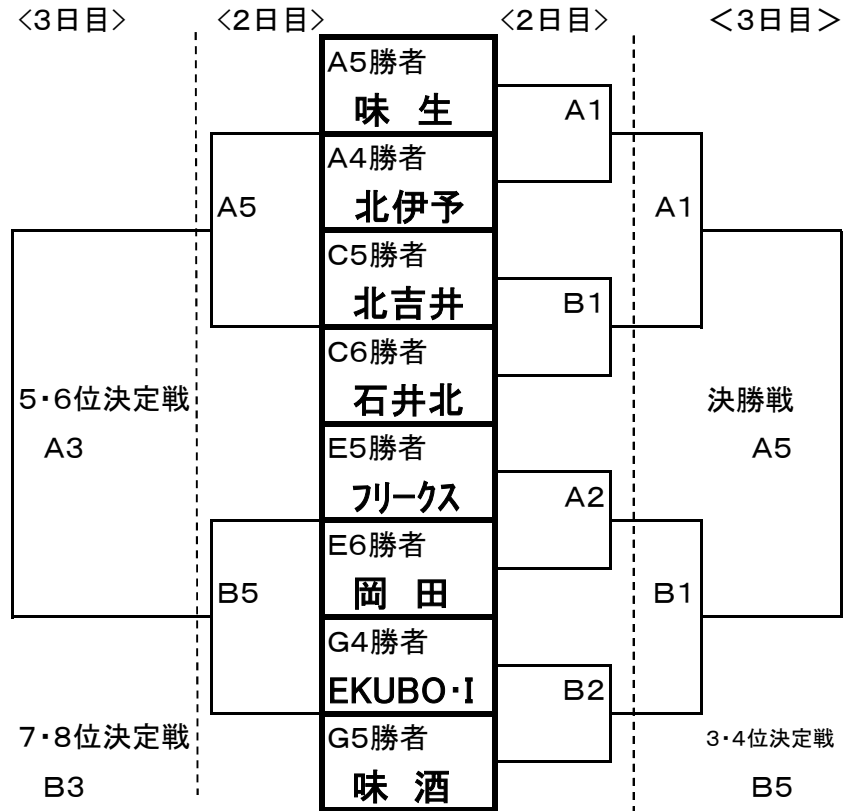 <3日目>
<2日目>
<2日目>
<3日目>
A5勝者
味 生
A1
A4勝者
北伊予
A5
A1
C5勝者
北吉井
B1
C6勝者
石井北
5・6位決定戦
決勝戦
A3
A5
E5勝者
フリークス
A2
E6勝者
岡 田
B5
B1
G4勝者
EKUBO・I
B2
7・8位決定戦
G5勝者
3・4位決定戦
B3
味 酒
B5